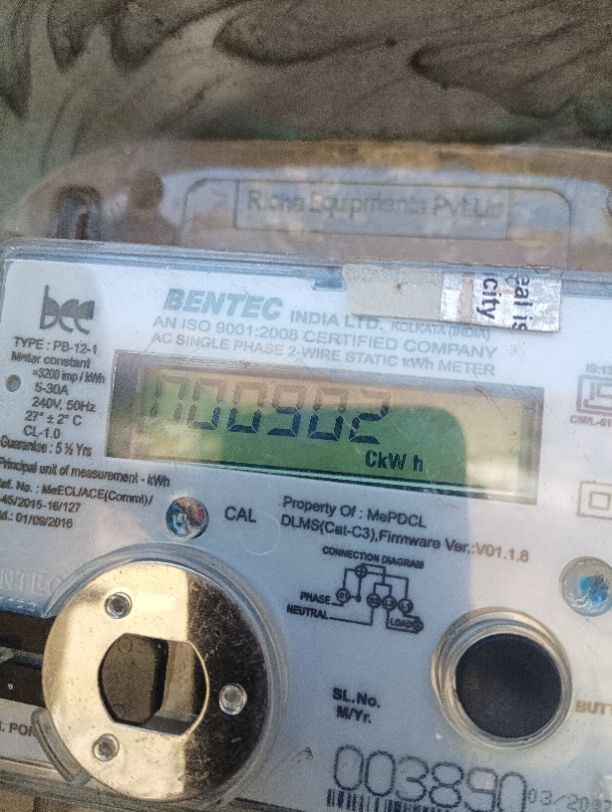 Richa Equipments Pvt.Ltd
eal is
city
bee
BENTEC INDIA LTD. KOLKATA (INDIA)
AN ISO 9001:2008 CERTIFIED COMPANY
AC SINGLE PHASE 2-WIRE STATIC kWh METER
TYPE : PB-12-1
Meter constant
=3200 imp / kWh
5-30A
240V, 50Hz
27° ± 2° C
CL-1.0
Guarantee : 5 ½ Yrs
00902
CkW h
Principal unit of measurement - kWh
Ref. No. : MeECL/ACE(Comml)/
45/2015-16/127
01/09/2016
CAL
Property Of : MePDCL
DLMS(Cat-C3),Firmware Ver.:V01.1.8
CONNECTION DIAGRAM
PHASE
NEUTRAL
LOAD
SL.No.
M/Yr.
003890